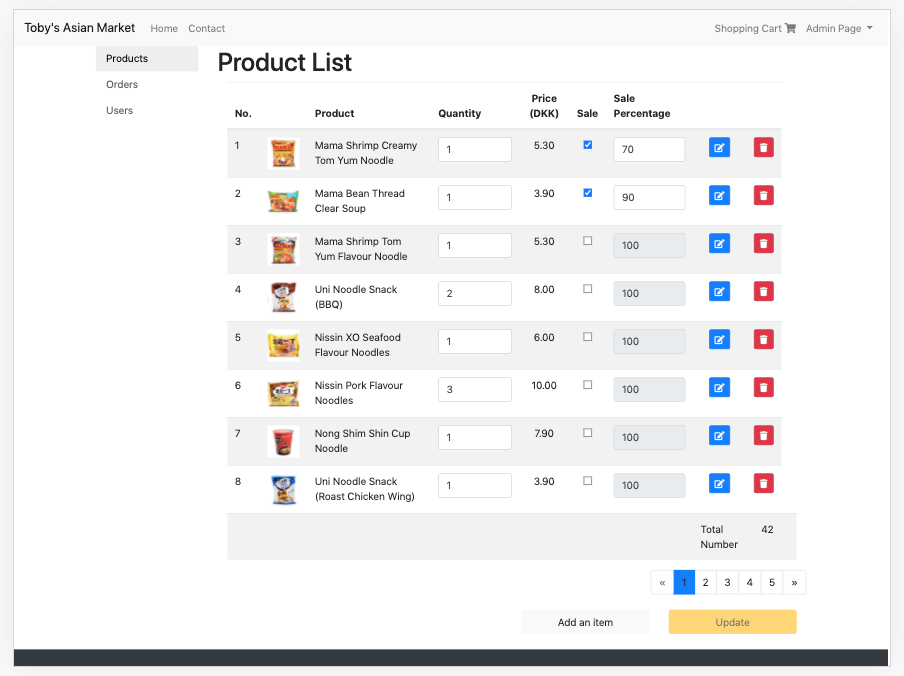 Toby's Asian Market Home Contact Shopping Cart Admin Page
Products
Orders
Users
Product List
No. Product Quantity Price (DKK) Sale Sale Percentage
1 Mama Shrimp Creamy Tom Yum Noodle 1 5.30 70
2 Mama Bean Thread Clear Soup 1 3.90 90
3 Mama Shrimp Tom Yum Flavour Noodle 1 5.30 100
4 Uni Noodle Snack (BBQ) 2 8.00 100
5 Nissin XO Seafood Flavour Noodles 1 6.00 100
6 Nissin Pork Flavour Noodles 3 10.00 100
7 Nong Shim Shin Cup Noodle 1 7.90 100
8 Uni Noodle Snack (Roast Chicken Wing) 1 3.90 100
Total Number 42
« 1 2 3 4 5 »
Add an item Update